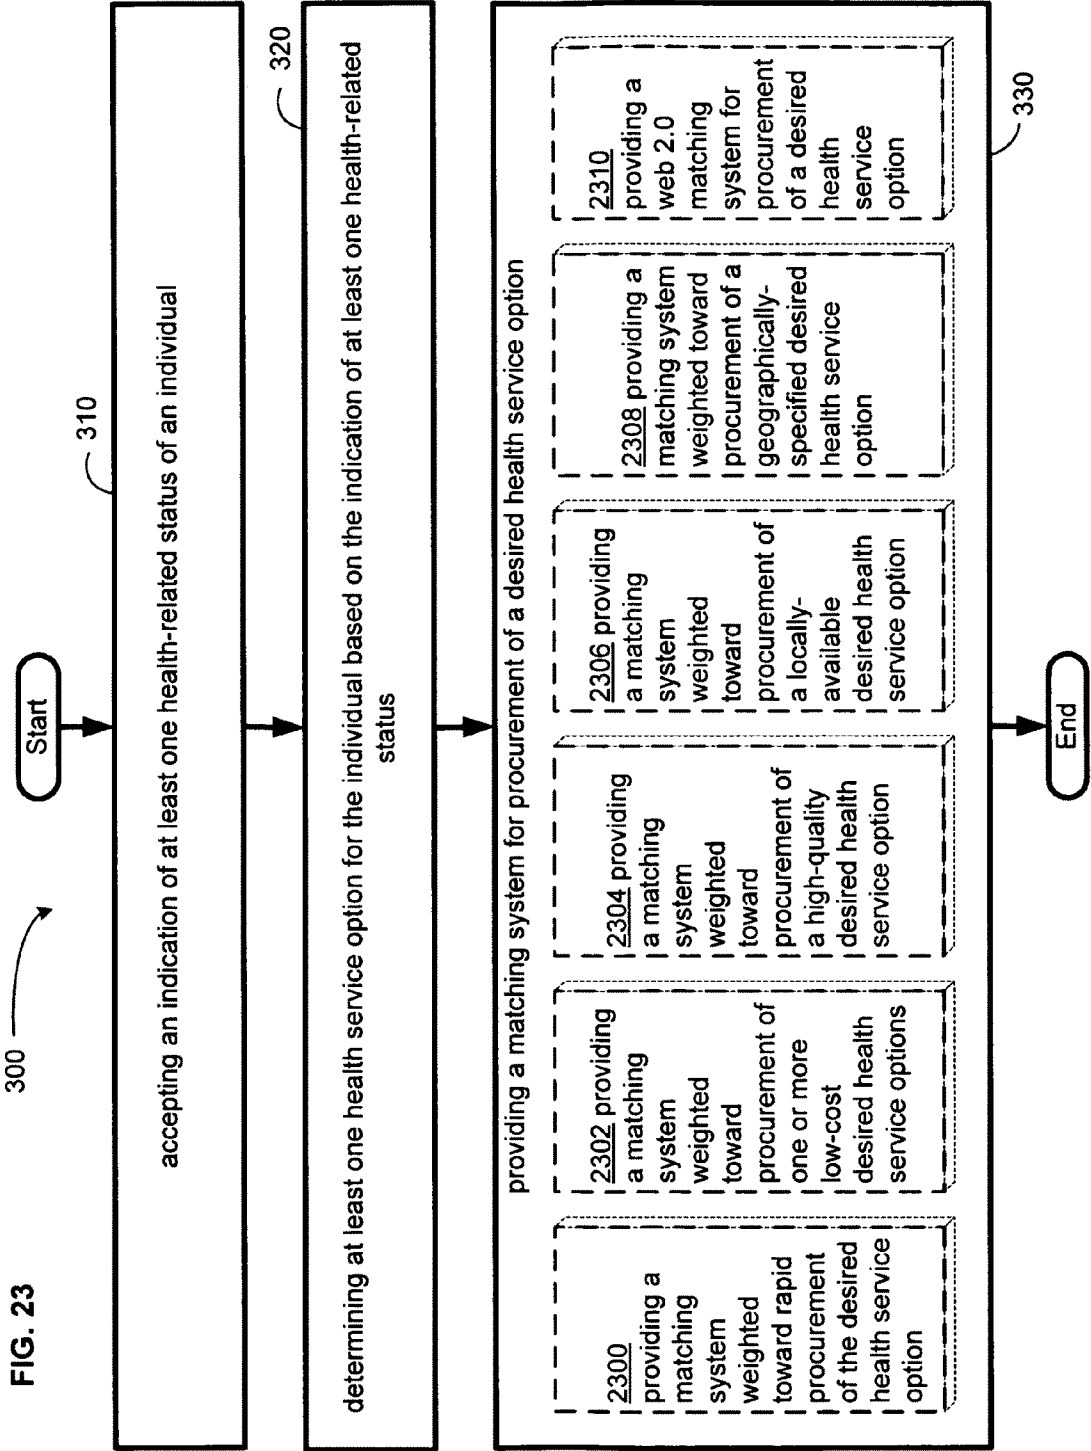 FIG. 23
300
Start
310
accepting an indication of at least one health-related status of an individual
320
determining at least one health service option for the individual based on the indication of at least one health-related
status
providing a matching system for procurement of a desired health service option
2300
providing a
matching
system
weighted
toward rapid
procurement
of the desired
health service
option
2302 providing
a matching
system
weighted
toward
procurement of
one or more
low-cost
desired health
service options
2304 providing
a matching
system
weighted
toward
procurement of
a high-quality
desired health
service option
2306 providing
a matching
system
weighted
toward
procurement of
a locally-
available
desired health
service option
2308 providing a
matching system
weighted toward
procurement of a
geographically-
specified desired
health service
option
2310
providing a
web 2.0
matching
system for
procurement
of a desired
health
service
option
330
End